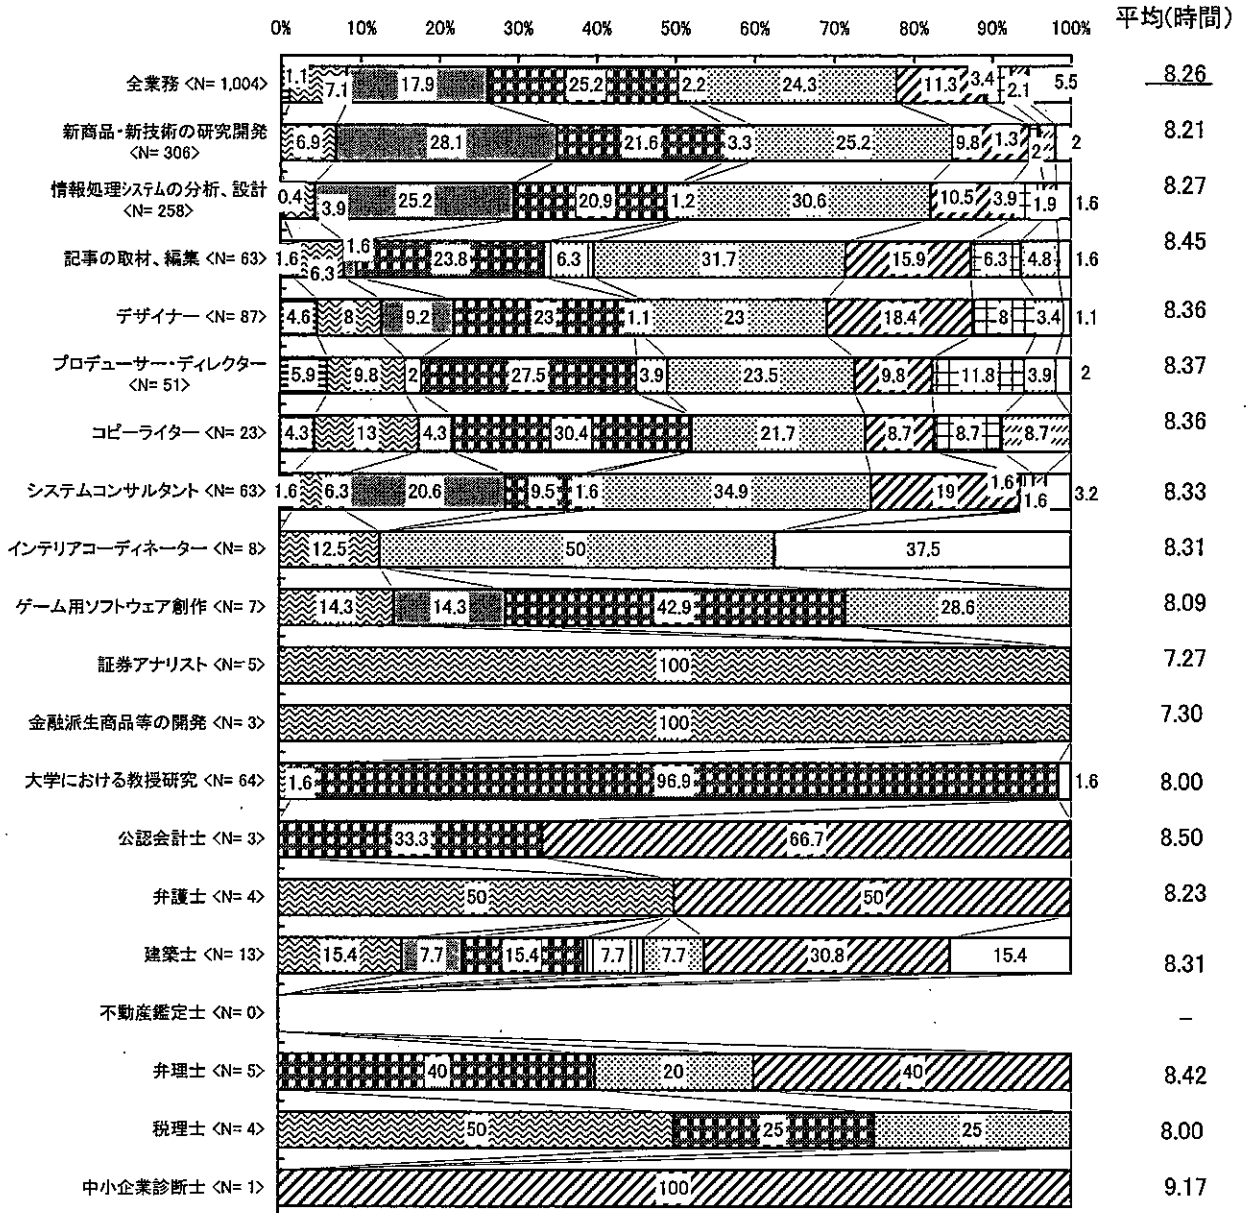 平均(時間)
0% 10% 20% 30% 40% 50% 60% 70% 80% 90% 100%
全業務 <N= 1,004> 1.1 7.1 17.9 25.2 2.2 24.3 11.3 3.4 2.1 5.5 8.26
新商品・新技術の研究開発
<N= 306> 6.9 28.1 21.6 3.3 25.2 9.8 1.3 2 2 8.21
情報処理システムの分析、設計
<N= 258> 0.4 3.9 25.2 20.9 1.2 30.6 10.5 3.9 1.9 1.6 8.27
記事の取材、編集 <N= 63> 1.6 6.3 1.6 23.8 6.3 31.7 15.9 6.3 4.8 1.6 8.45
デザイナー <N= 87> 4.6 8 9.2 23 1.1 23 18.4 8 3.4 1.1 8.36
プロデューサー・ディレクター
<N= 51> 5.9 9.8 2 27.5 3.9 23.5 9.8 11.8 3.9 2 8.37
コピーライター <N= 23> 4.3 13 4.3 30.4 21.7 8.7 8.7 8.7 8.36
システムコンサルタント <N= 63> 1.6 6.3 20.6 9.5 1.6 34.9 19 1.6 1.6 3.2 8.33
インテリアコーディネーター <N= 8> 12.5 50 37.5 8.31
ゲーム用ソフトウェア創作 <N= 7> 14.3 14.3 42.9 28.6 8.09
証券アナリスト <N= 5> 100 7.27
金融派生商品等の開発 <N= 3> 100 7.30
大学における教授研究 <N= 64> 1.6 96.9 1.6 8.00
公認会計士 <N= 3> 33.3 66.7 8.50
弁護士 <N= 4> 50 50 8.23
建築士 <N= 13> 15.4 7.7 15.4 7.7 7.7 30.8 15.4 8.31
不動産鑑定士 <N= 0> –
弁理士 <N= 5> 40 20 40 8.42
税理士 <N= 4> 50 25 25 8.00
中小企業診断士 <N= 1> 100 9.17